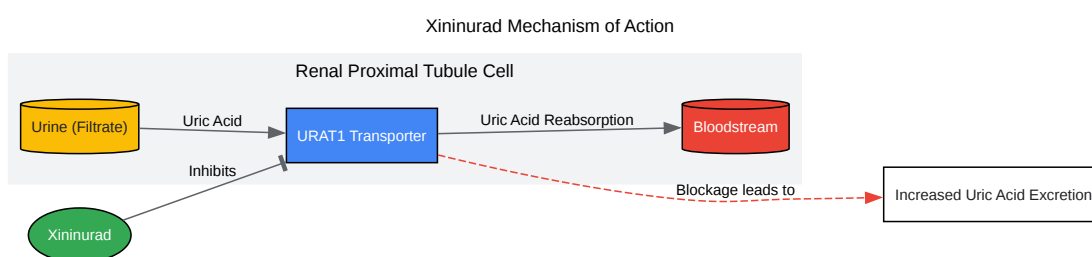 Xininurad Mechanism of Action
Renal Proximal Tubule Cell
Urine (Filtrate)
Uric Acid
URAT1 Transporter
Uric Acid Reabsorption
Bloodstream
Inhibits
Blockage leads to
Increased Uric Acid Excretion
Xininurad